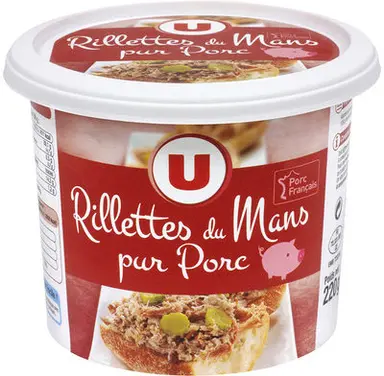 U
Rillettes du Mans
pur Porc
U
Porc
Français
Rillettes du Mans
pur Porc
220g